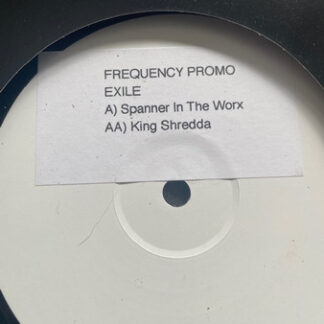 FREQUENCY PROMO
EXILE
A) Spanner In The Worx
AA) King Shredda